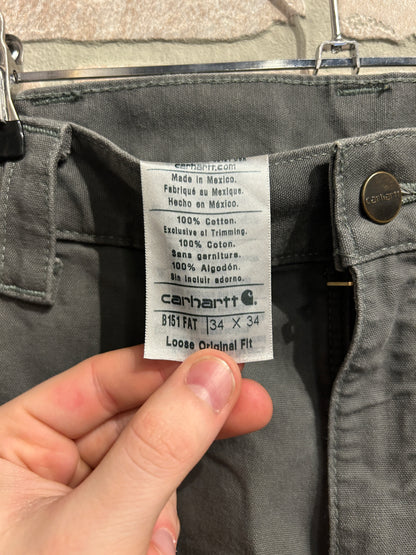 carhartt.com
Made in Mexico.
Fabriqué au Mexique.
Hecho en México.
100% Cotton.
Exclusive of Trimming.
100% Coton.
Sans garniture.
100% Algodón.
Sin incluir adorno.
carhartt
B151 FAT 34 X 34
Loose Original Fit
carhartt